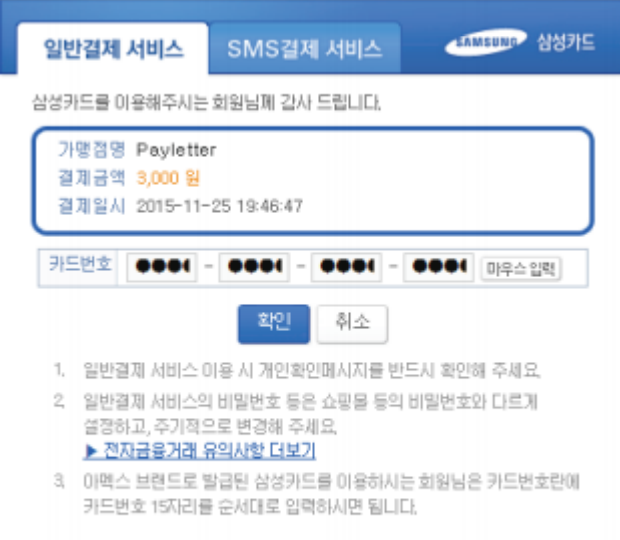 일반결제 서비스
SMS결제 서비스
SAMSUNG 삼성카드
삼성카드를 이용해주시는 회원님께 감사 드립니다.
가맹점명 Payletter
결제금액 3,000 원
결제일시 2015-11-25 19:46:47
카드번호 ●●●● - ●●●● - ●●●● - ●●●● 마우스 입력
확인 취소
1. 일반결제 서비스 이용 시 개인확인메시지를 반드시 확인해 주세요.
2. 일반결제 서비스의 비밀번호 등은 쇼핑몰 등의 비밀번호와 다르게
설정하고, 주기적으로 변경해 주세요.
▶ 전자금융거래 유의사항 더보기
3. 아멕스 브랜드로 발급된 삼성카드를 이용하시는 회원님은 카드번호란에
카드번호 15자리를 순서대로 입력하시면 됩니다.